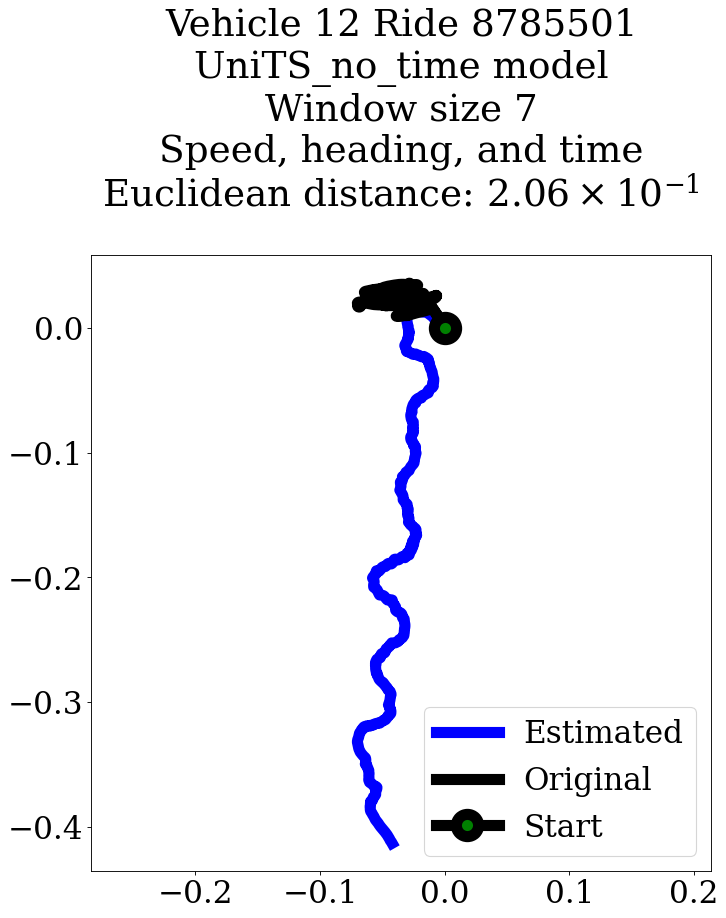 Vehicle 12 Ride 8785501
UniTS_no_time model
Window size 7
Speed, heading, and time
Euclidean distance: 2.06 × 10⁻¹
0.0
−0.1
−0.2
−0.3
−0.4
Estimated
Original
Start
−0.2 −0.1 0.0 0.1 0.2